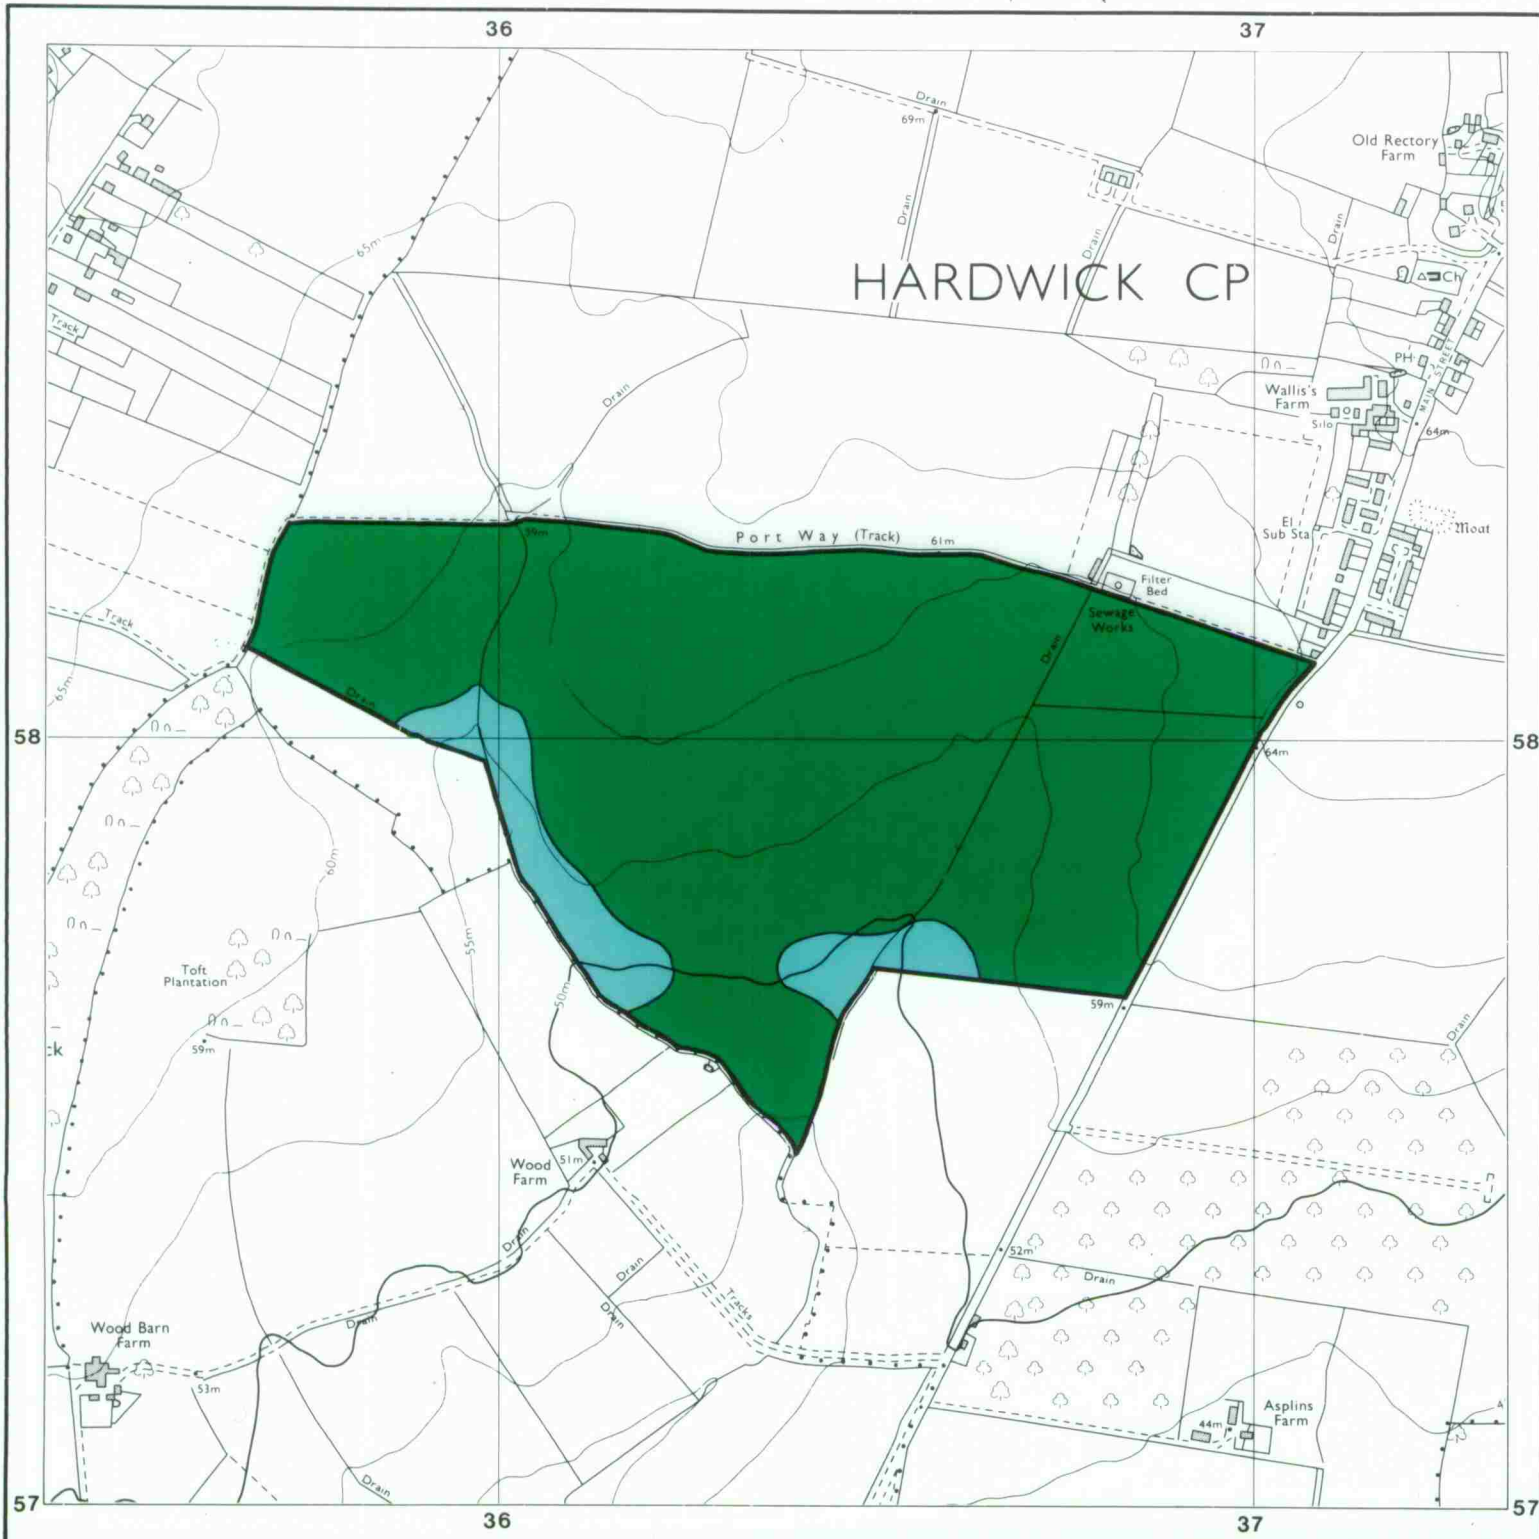 36
37
Drain
69m
Old Rectory
Farm
Drain
Drain
Drain
65m
HARDWICK CP
Ch
Track
MAIN STREET
PH
Wallis's
Farm
Silo
64m
Drain
El
Sub Sta
Moat
Port Way (Track)
61m
59m
Filter
Bed
Sewage
Works
Track
Drain
65m
Drain
58
58
64m
60m
55m
Toft
Plantation
50m
59m
59m
Drain
ck
Wood
Farm
51m
Drain
52m
Drain
Drain
Tracks
Drain
Drain
Wood Barn
Farm
53m
Asplins
Farm
44m
A
Drain
57
57
36
37